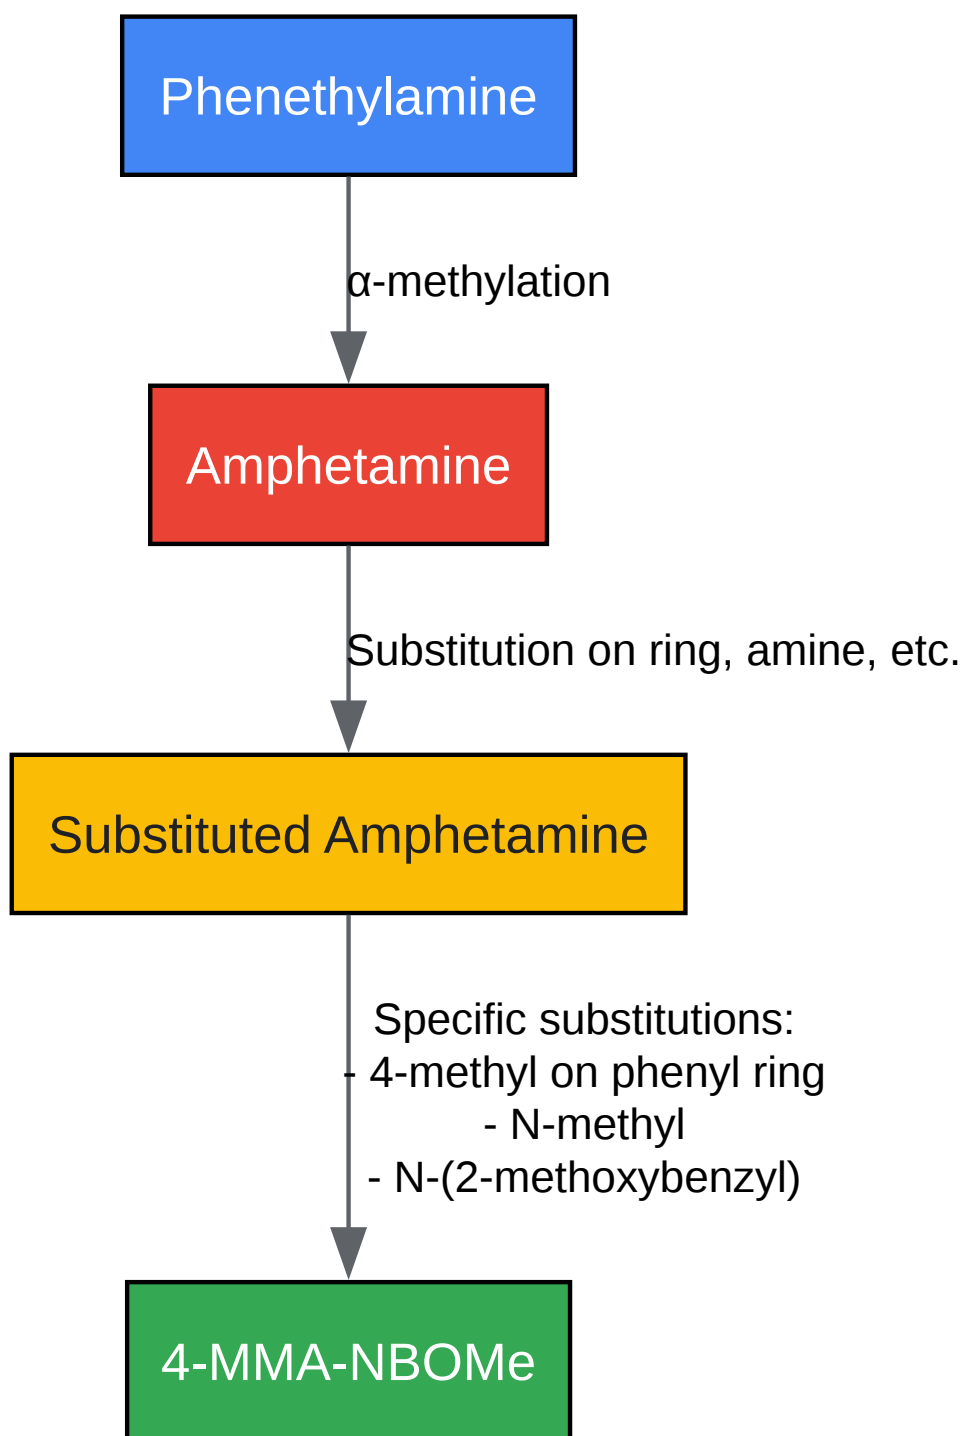 Phenethylamine
α-methylation
Amphetamine
Substitution on ring, amine, etc.
Substituted Amphetamine
Specific substitutions:
- 4-methyl on phenyl ring
- N-methyl
- N-(2-methoxybenzyl)
4-MMA-NBOMe